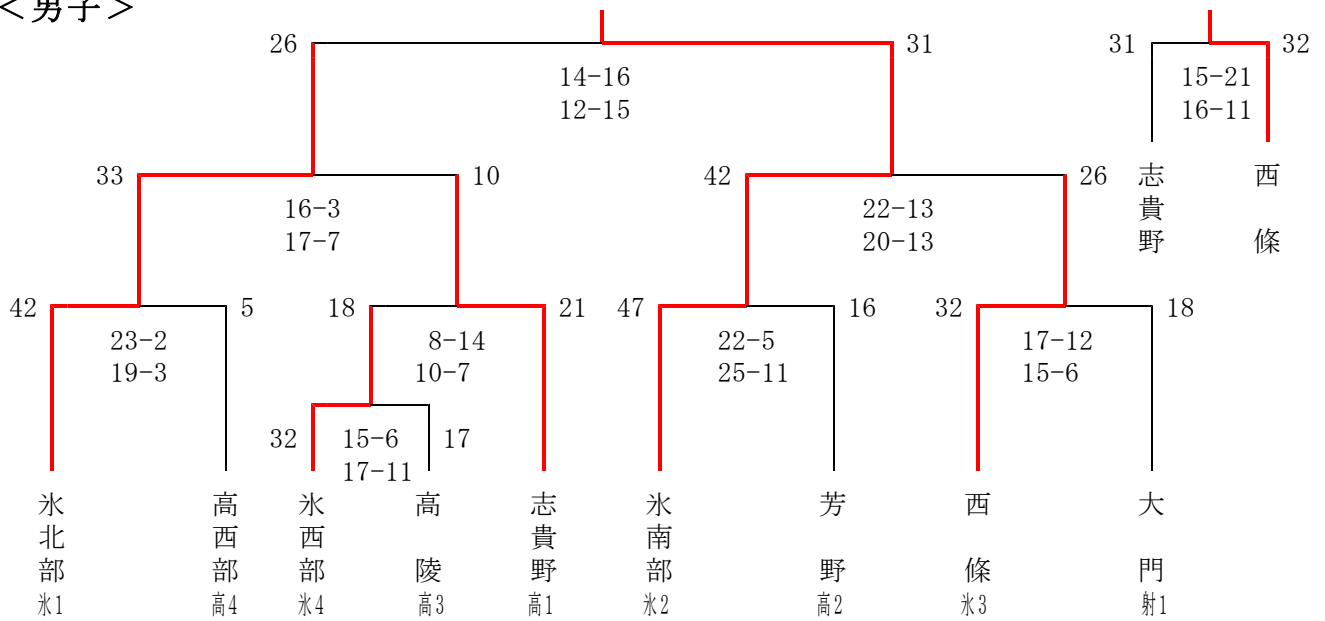 ＜男子＞
26
31
31
32
14-16
12-15
15-21
16-11
33
10
42
26
志貴野
西條
16-3
17-7
22-13
20-13
42
5
18
21
47
16
32
18
23-2
19-3
8-14
10-7
22-5
25-11
17-12
15-6
32
15-6
17-11
17
氷北部
高西部
氷西部
高陵
志貴野
氷南部
芳野
西條
大門
氷1
高4
氷4
高3
高1
氷2
高2
氷3
射1